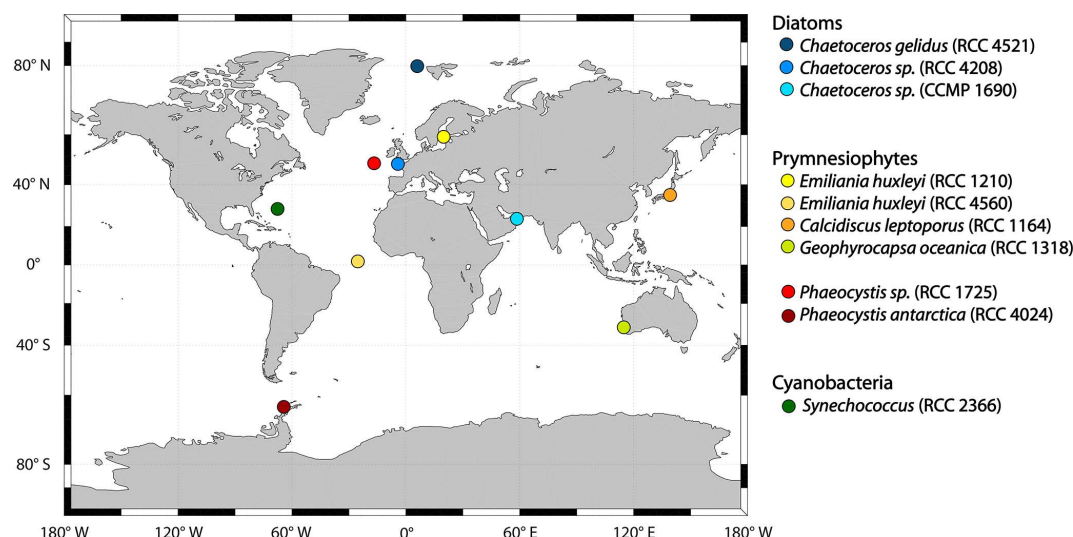 Diatoms
Chaetoceros gelidus (RCC 4521)
Chaetoceros sp. (RCC 4208)
Chaetoceros sp. (CCMP 1690)
Prymnesiophytes
Emiliania huxleyi (RCC 1210)
Emiliania huxleyi (RCC 4560)
Calcidiscus leptoporus (RCC 1164)
Geophyrocapsa oceanica (RCC 1318)
Phaeocystis sp. (RCC 1725)
Phaeocystis antarctica (RCC 4024)
Cyanobacteria
Synechococcus (RCC 2366)
80° N
40° N
0°
40° S
80° S
180° W
120° W
60° W
0°
60° E
120° E
180° W